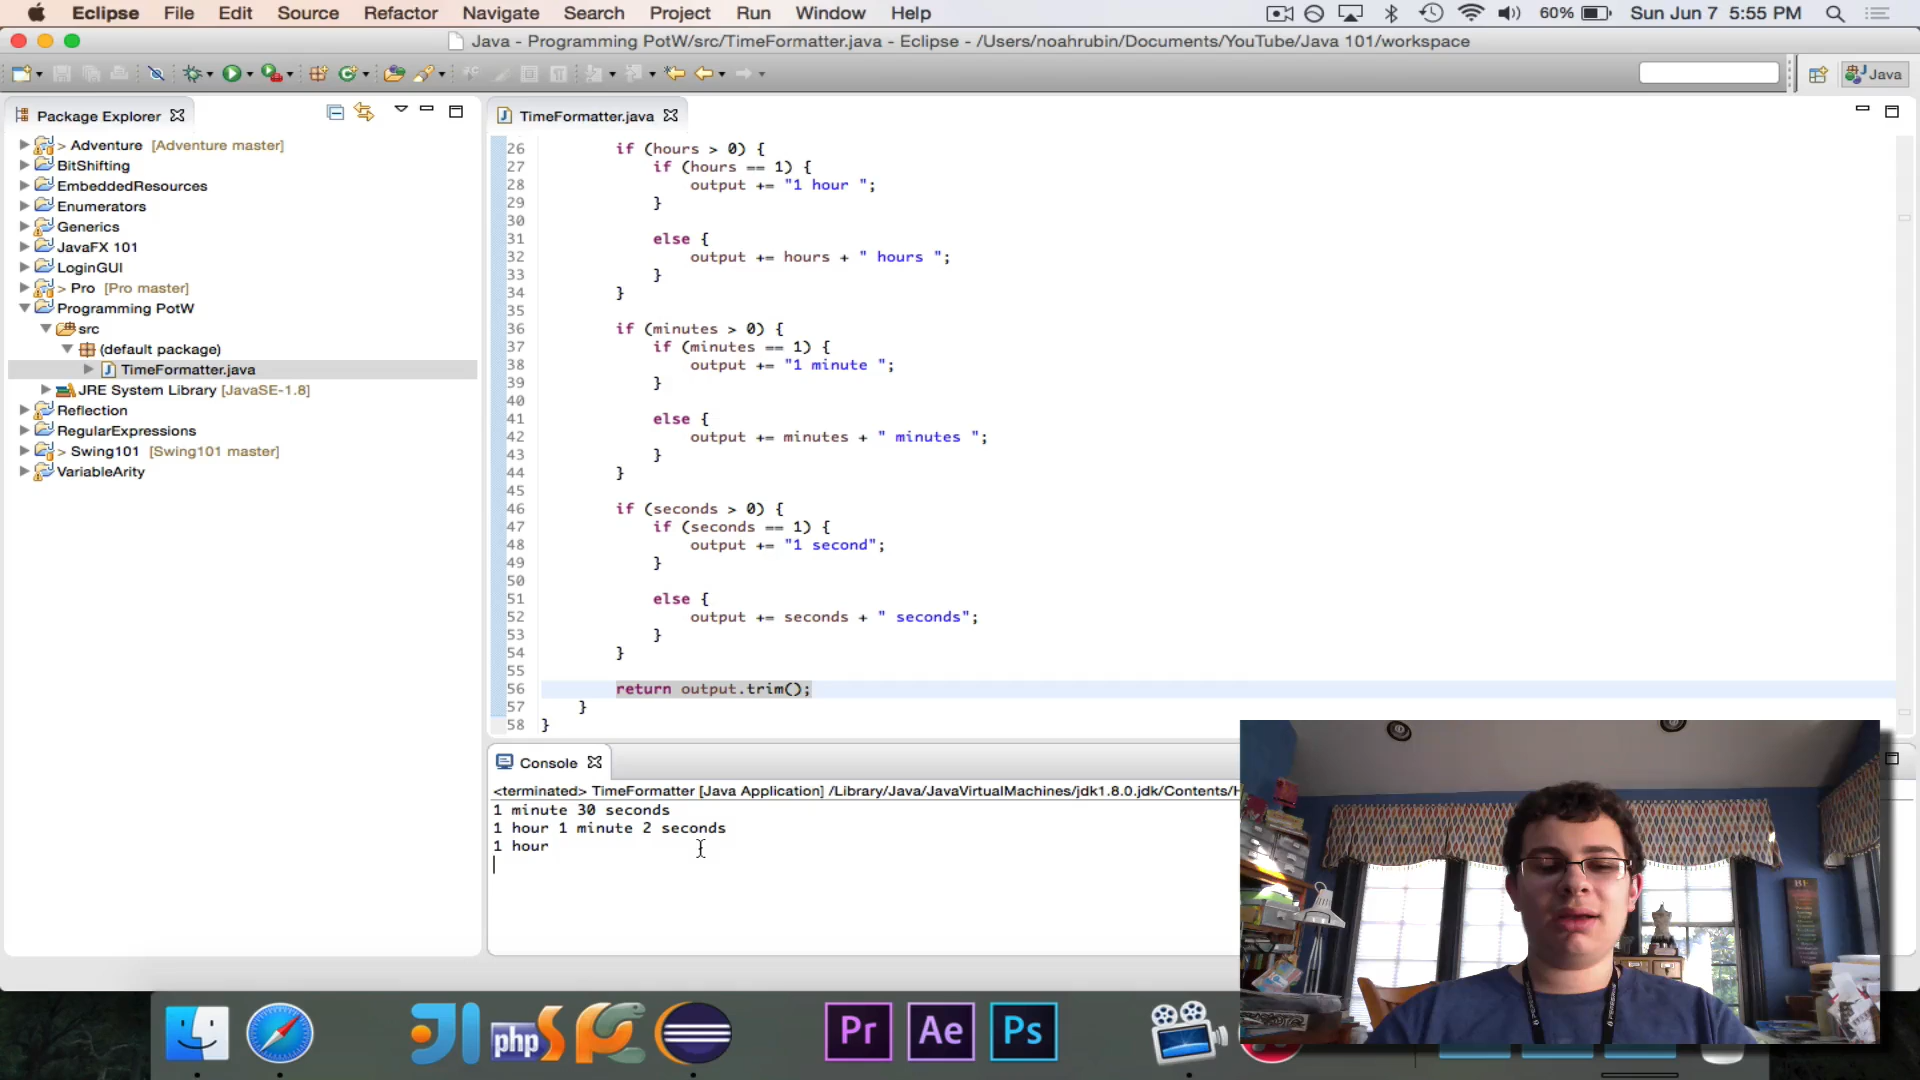 Eclipse File Edit Source Refactor Navigate Search Project Run Window Help 60% Sun Jun 7 5:55 PM
Java - Programming PotW/src/TimeFormatter.java - Eclipse - /Users/noahrubin/Documents/YouTube/Java 101/workspace
Java
Package Explorer
> Adventure [Adventure master]
BitShifting
EmbeddedResources
Enumerators
Generics
JavaFX 101
LoginGUI
> Pro [Pro master]
Programming PotW
src
(default package)
TimeFormatter.java
JRE System Library [JavaSE-1.8]
Reflection
RegularExpressions
> Swing101 [Swing101 master]
VariableArity
TimeFormatter.java
26 if (hours > 0) {
27 if (hours == 1) {
28 output += "1 hour ";
29 }
30
31 else {
32 output += hours + " hours ";
33 }
34 }
35
36 if (minutes > 0) {
37 if (minutes == 1) {
38 output += "1 minute ";
39 }
40
41 else {
42 output += minutes + " minutes ";
43 }
44 }
45
46 if (seconds > 0) {
47 if (seconds == 1) {
48 output += "1 second";
49 }
50
51 else {
52 output += seconds + " seconds";
53 }
54 }
55
56 return output.trim();
57 }
58 }
Console
<terminated> TimeFormatter [Java Application] /Library/Java/JavaVirtualMachines/jdk1.8.0.jdk/Contents/H
1 minute 30 seconds
1 hour 1 minute 2 seconds
1 hour
php
Pr
Ae
Ps